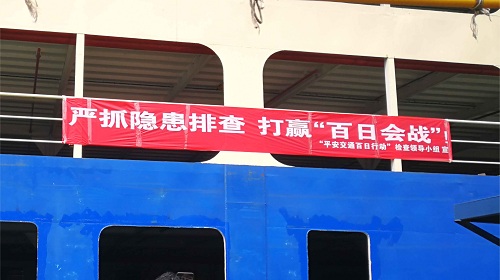 严抓隐患排查 打赢“百日会战”!
“平安交通百日行动” 检查领导小组 宣